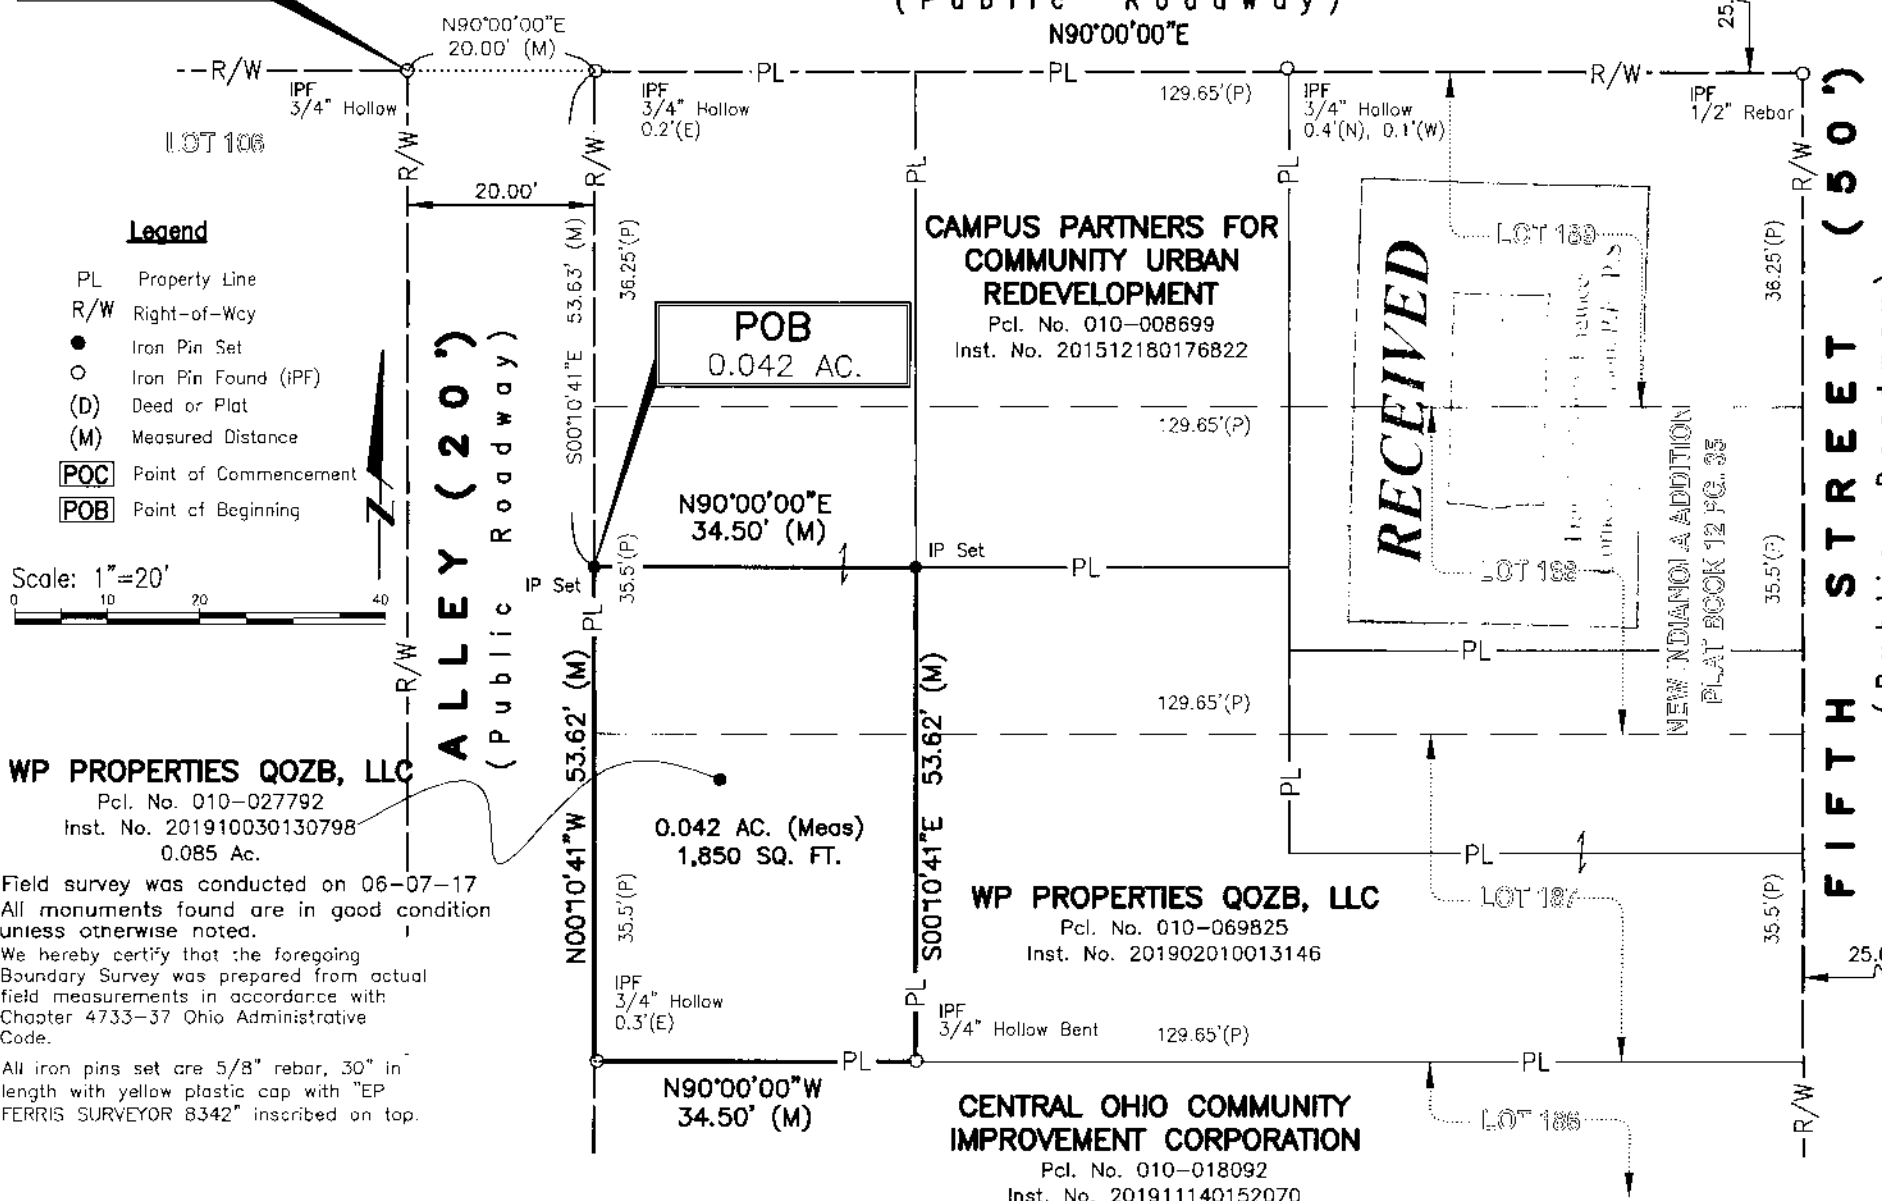 (Public Roadway)
N90°00'00"E
N90°00'00"E
20.00' (M)
R/W
PL
PL
R/W
IPF
3/4" Hollow
IPF
3/4" Hollow
0.2'(E)
129.65'(P)
IPF
3/4" Hollow
0.4'(N), 0.1'(W)
IPF
1/2" Rebar
25.
LOT 106
R/W
R/W
PL
PL
R/W
20.00'
Legend
PL Property Line
R/W Right-of-Way
Iron Pin Set
Iron Pin Found (IPF)
(D) Deed or Plat
(M) Measured Distance
POC Point of Commencement
POB Point of Beginning
Scale: 1"=20'
0 10 20 40
ALLEY (20')
(Public Roadway)
R/W
S00°10'41"E 53.63' (M)
36.25'(P)
POB
0.042 AC.
CAMPUS PARTNERS FOR
COMMUNITY URBAN
REDEVELOPMENT
Pcl. No. 010-008699
Inst. No. 201512180176822
129.65'(P)
RECEIVED
LOT 189
LOT 188
36.25'(P)
FIFTH STREET (50')
NEW INDIANOLA ADDITION
PLAT BOOK 12 PG. 35
35.5'(P)
N90°00'00"E
34.50' (M)
IP Set
IP Set
35.5'(P)
PL
PL
PL
129.65'(P)
PL
PL
WP PROPERTIES QOZB, LLC
Pcl. No. 010-027792
Inst. No. 201910030130798
0.085 Ac.
N00°10'41"W 53.62' (M)
0.042 AC. (Meas)
1,850 SQ. FT.
S00°10'41"E 53.62' (M)
35.5'(P)
LOT 187
35.5'(P)
25.
WP PROPERTIES QOZB, LLC
Pcl. No. 010-069825
Inst. No. 201902010013146
Field survey was conducted on 06-07-17
All monuments found are in good condition
unless otherwise noted.
We hereby certify that the foregoing
Boundary Survey was prepared from actual
field measurements in accordance with
Chapter 4733-37 Ohio Administrative
Code.
All iron pins set are 5/8" rebar, 30" in
length with yellow plastic cap with "EP
FERRIS SURVEYOR 8342" inscribed on top.
IPF
3/4" Hollow
0.3'(E)
PL
IPF
3/4" Hollow Bent
129.65'(P)
PL
PL
N90°00'00"W
34.50' (M)
CENTRAL OHIO COMMUNITY
IMPROVEMENT CORPORATION
Pcl. No. 010-018092
Inst. No. 201911140152070
LOT 186
R/W